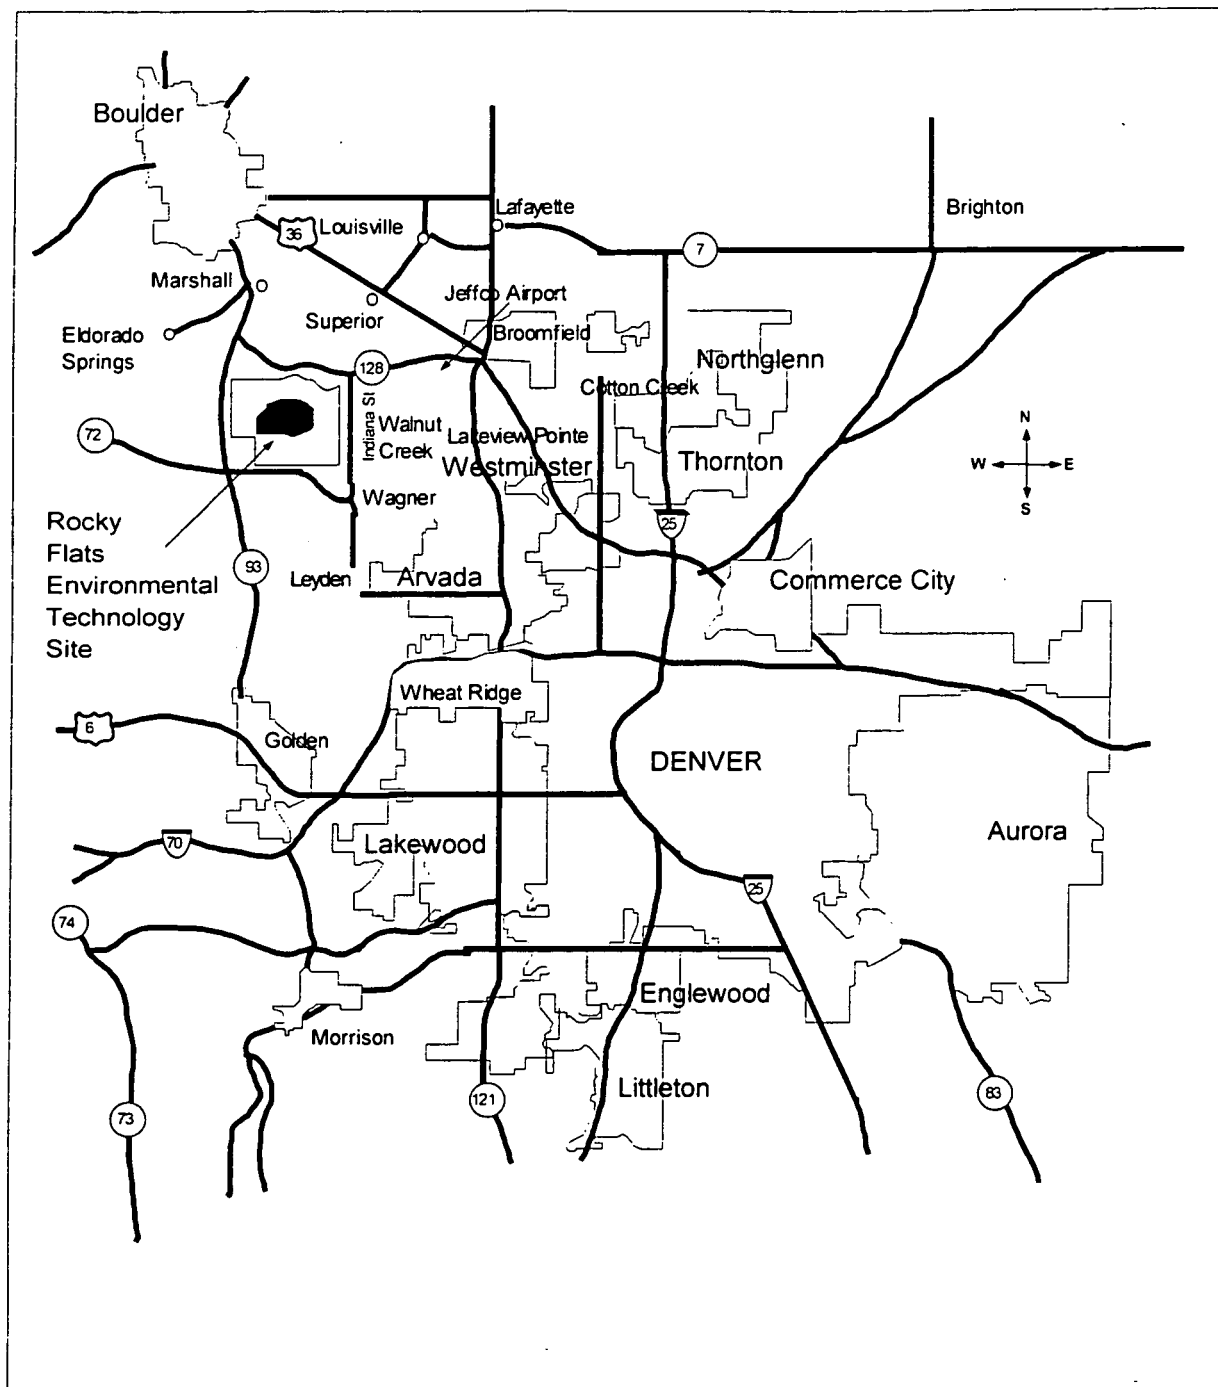 Boulder
Lafayette
Brighton
36
Louisville
7
Marshall
Jeffco Airport
Superior
Broomfield
Eldorado
Springs
Northglenn
128
Cotton Creek
Indiana St
N
72
Walnut
Creek
Lakeview Pointe
Westminster
Thornton
W
E
Wagner
S
Rocky
Flats
Environmental
Technology
Site
25
93
Leyden
Arvada
Commerce City
Wheat Ridge
6
Golden
DENVER
70
Lakewood
Aurora
25
74
Englewood
Morrison
Littleton
121
83
73